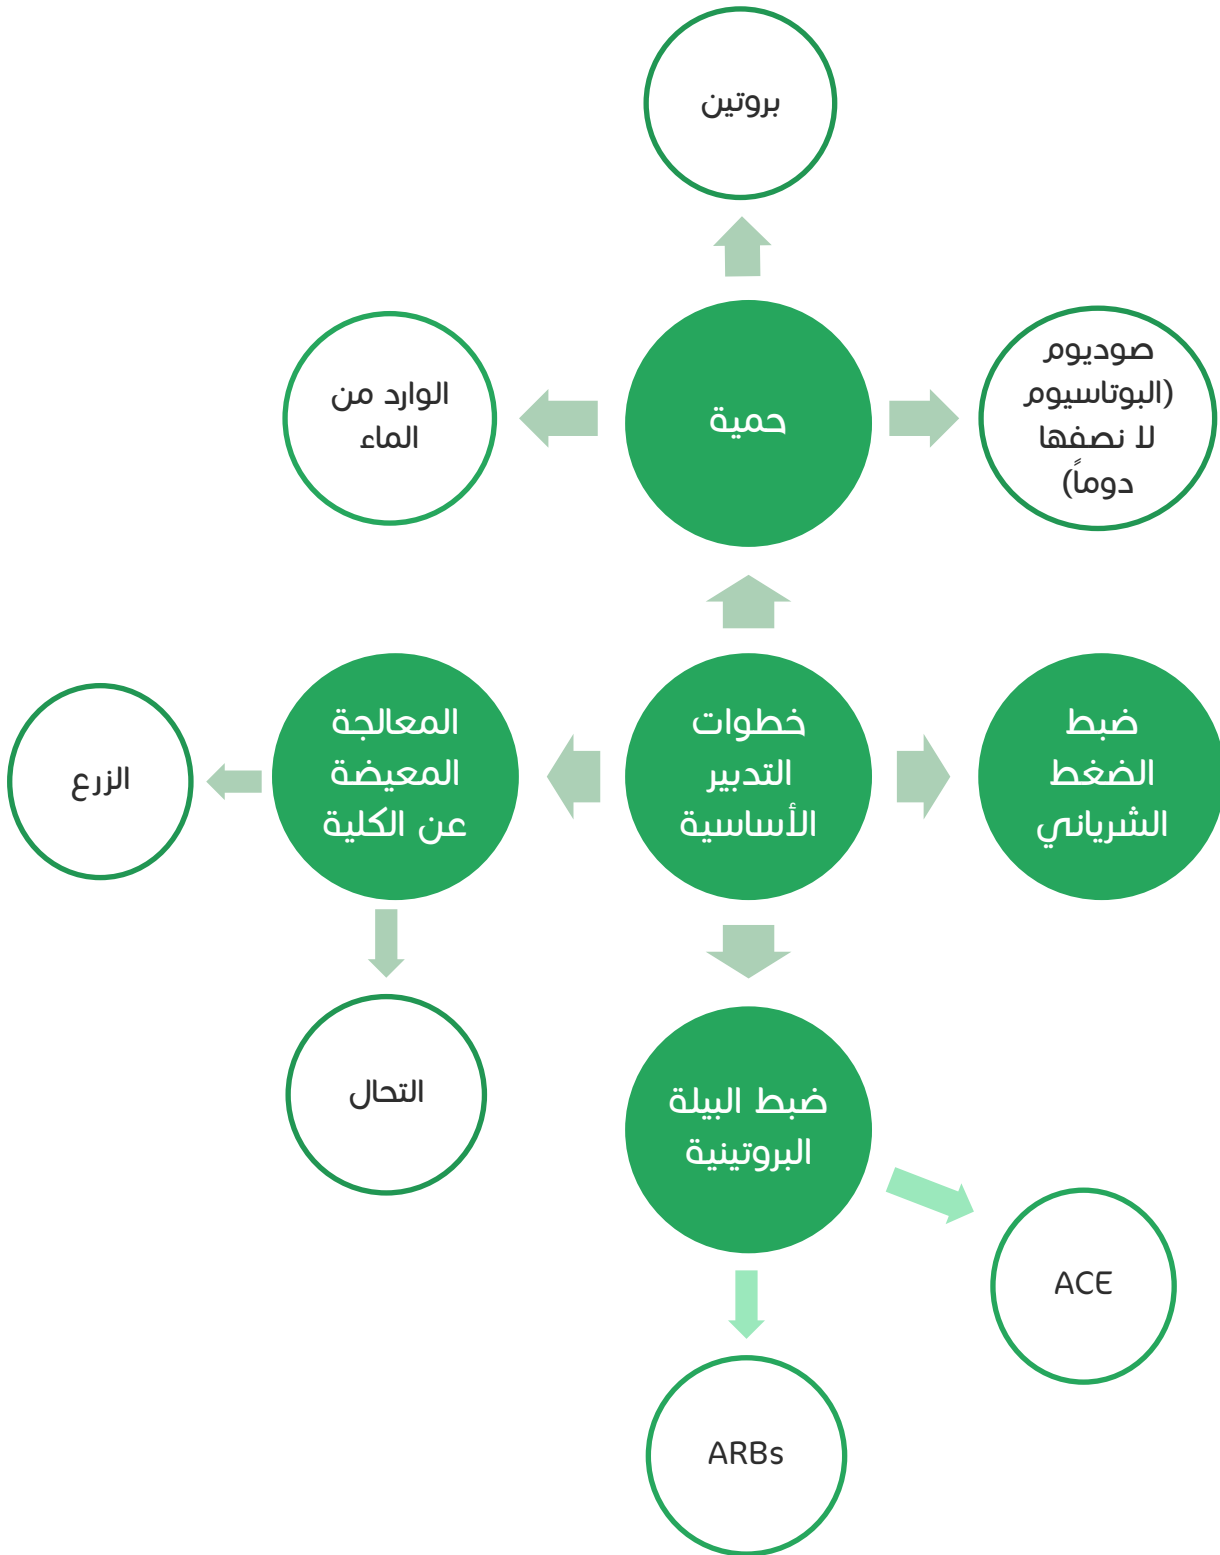 بروتين
صوديوم
(البوتاسيوم
لا نصفها
دوماً)
حمية
الوارد من
الماء
ضبط
الضغط
الشرياني
خطوات
التدبير
الأساسية
المعالجة
المعيضة
عن الكلية
الزرع
التحال
ضبط البيلة
البروتينية
ACE
ARBs